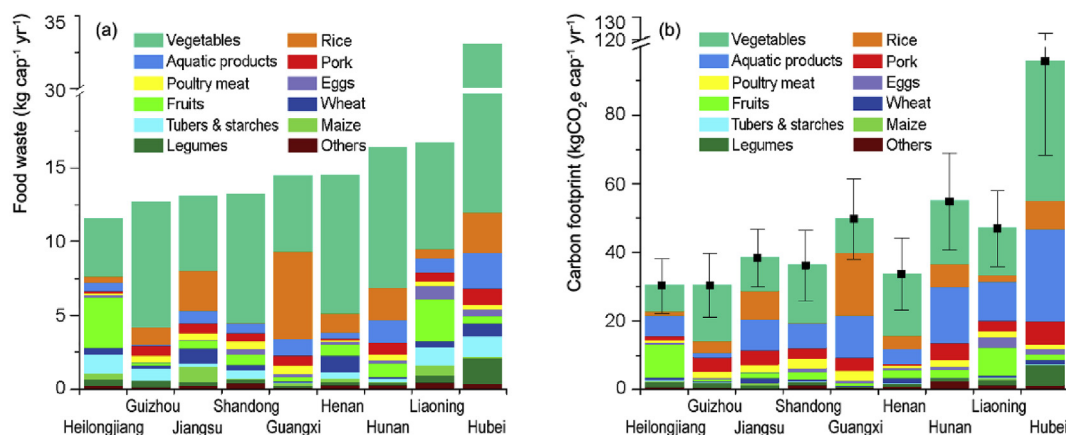 (a)
Food waste (kg cap⁻¹ yr⁻¹)
35
30
15
10
5
0
Vegetables
Aquatic products
Poultry meat
Fruits
Tubers & starches
Legumes
Rice
Pork
Eggs
Wheat
Maize
Others
Guizhou Shandong Henan Liaoning
Heilongjiang Jiangsu Guangxi Hunan Hubei
(b)
Carbon footprint (kgCO₂e cap⁻¹ yr⁻¹)
130
120
80
60
40
20
0
Vegetables
Aquatic products
Poultry meat
Fruits
Tubers & starches
Legumes
Rice
Pork
Eggs
Wheat
Maize
Others
Guizhou Shandong Henan Liaoning
Heilongjiang Jiangsu Guangxi Hunan Hubei